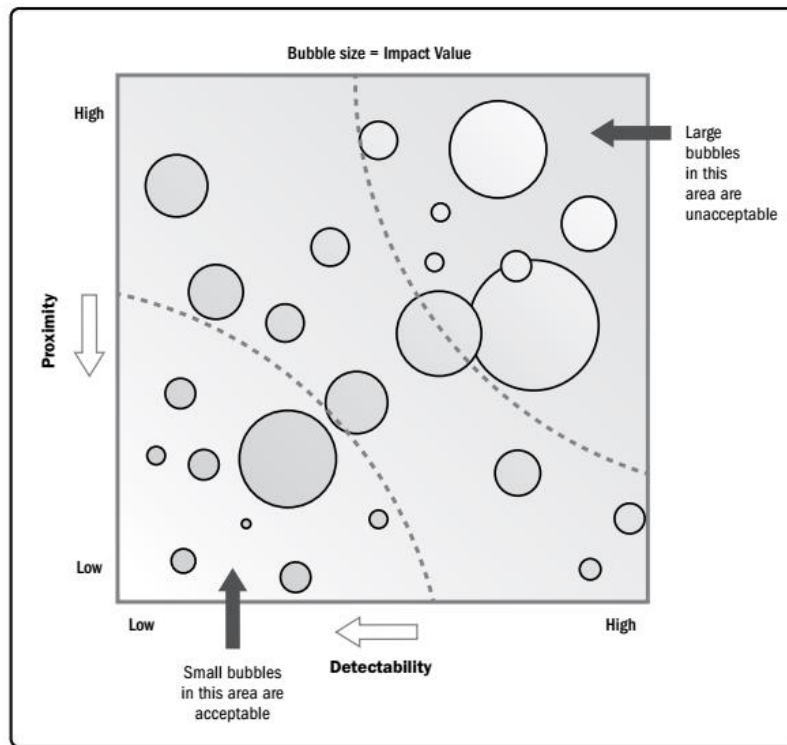 Bubble size = Impact Value
High
Large
bubbles
in this
area are
unacceptable
Proximity
Low
Low
High
Detectability
Small bubbles
in this area are
acceptable